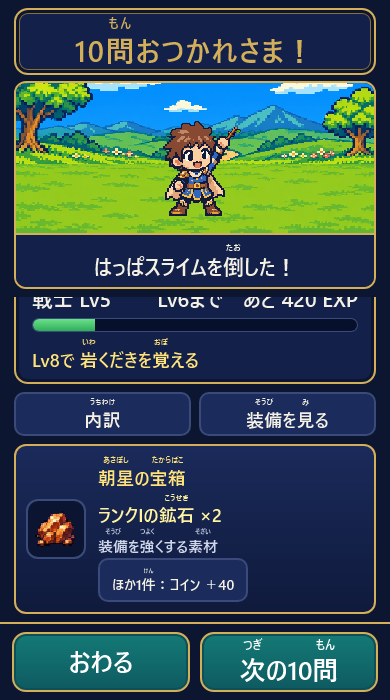 10問おつかれさま！
はっぱスライムを倒した！
戦士 Lv5 Lv6まで あと 420 EXP
Lv8で 岩くだきを覚える
内訳 装備を見る
朝星の宝箱
ランクIの鉱石 ×2
装備を強くする素材
ほか1件：コイン ＋40
おわる 次の10問